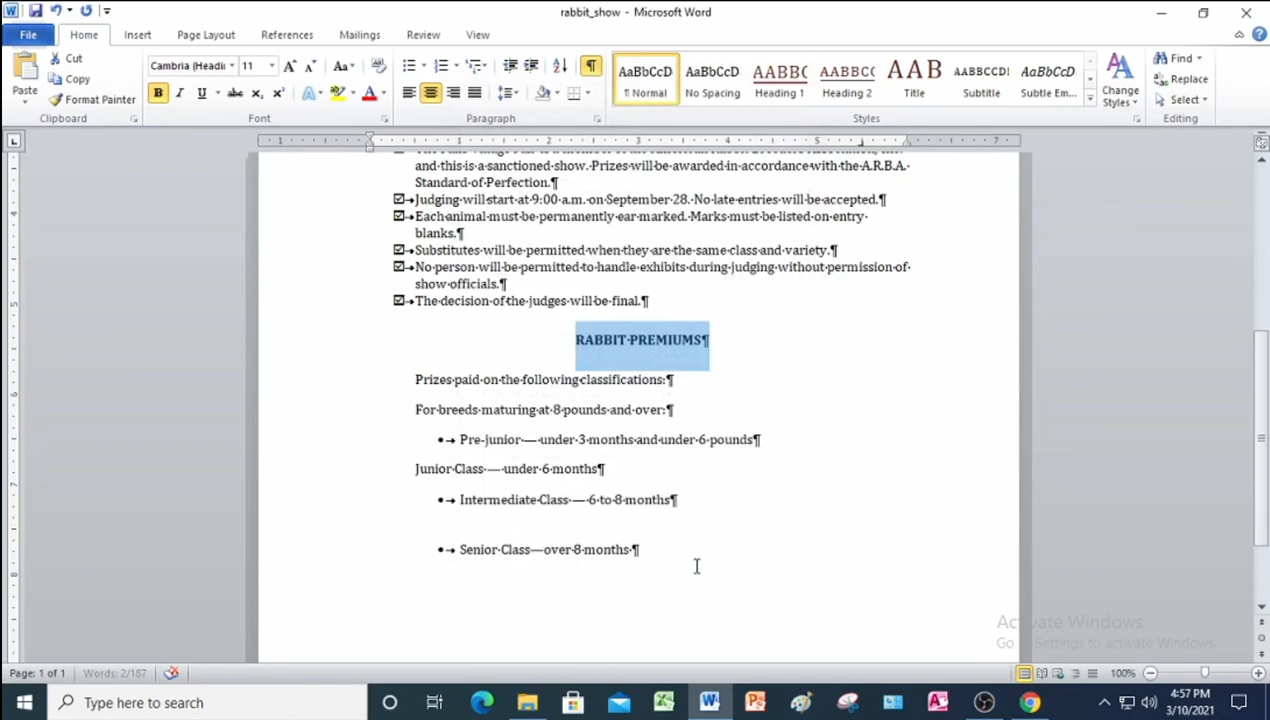 rabbit_show - Microsoft Word
File Home Insert Page Layout References Mailings Review View
Cut
Copy
Format Painter
Paste
Cambria (Headi 11
AaBbCcD AaBbCcD AABBC AABBC AAB AABBCCDI AaBbCcD
¶ Normal No Spacing Heading 1 Heading 2 Title Subtitle Subtle Em...
Change Styles
Find
Replace
Select
Clipboard Font Paragraph Styles Editing
and this is a sanctioned show. Prizes will be awarded in accordance with the A.R.B.A.
Standard of Perfection.¶
Judging will start at 9:00 a.m. on September 28. No late entries will be accepted.¶
Each animal must be permanently ear marked. Marks must be listed on entry
blanks.¶
Substitutes will be permitted when they are the same class and variety.¶
No person will be permitted to handle exhibits during judging without permission of
show officials.¶
The decision of the judges will be final.¶
RABBIT PREMIUMS¶
Prizes paid on the following classifications:¶
For breeds maturing at 8 pounds and over:¶
• Pre-junior — under 3 months and under 6 pounds¶
Junior Class — under 6 months¶
• Intermediate Class — 6 to 8 months¶
• Senior Class—over 8 months ¶
Activate Windows
Go to Settings to activate Windows.
Page: 1 of 1 Words: 2/187 100%
Type here to search
4:57 PM
3/10/2021